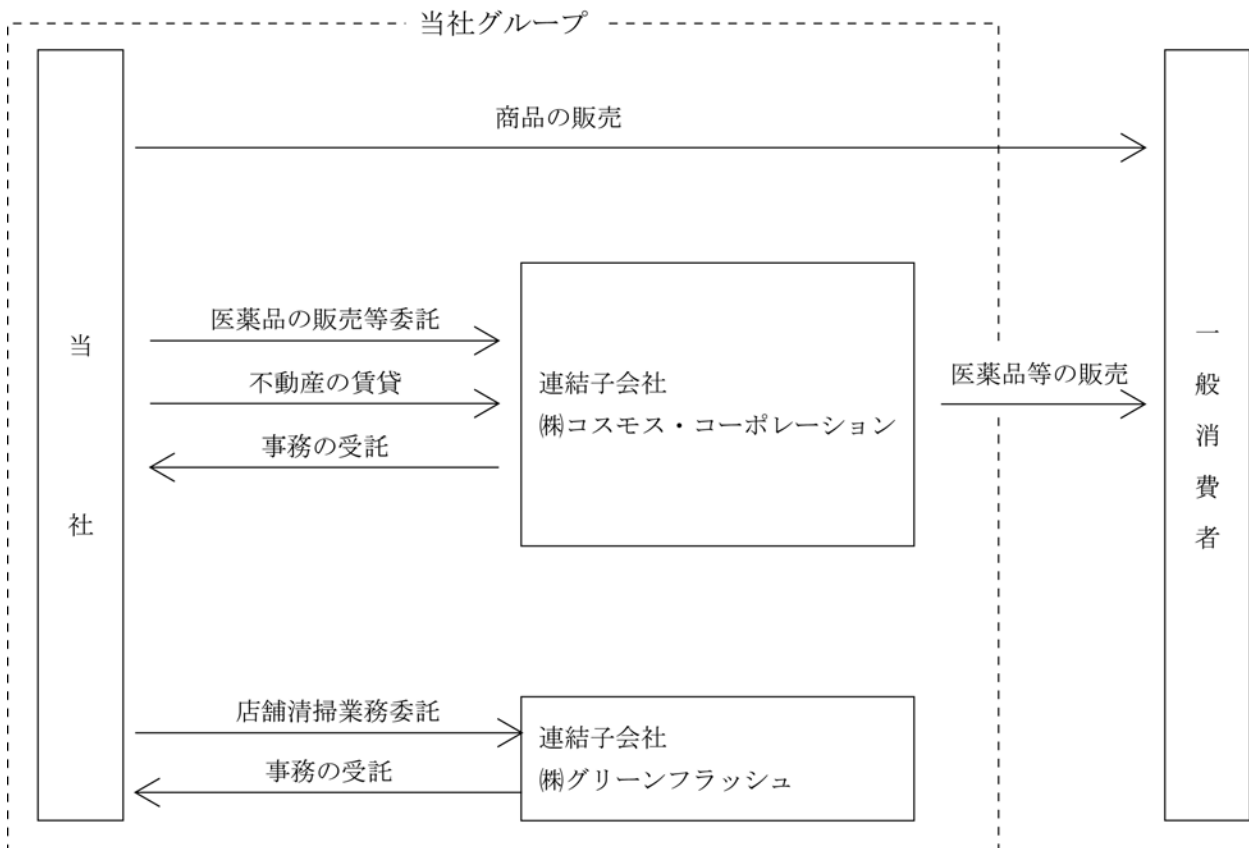 当社グループ
商品の販売
当社
医薬品の販売等委託
不動産の賃貸
事務の受託
連結子会社
㈱コスモス・コーポレーション
医薬品等の販売
一般消費者
店舗清掃業務委託
事務の受託
連結子会社
㈱グリーンフラッシュ